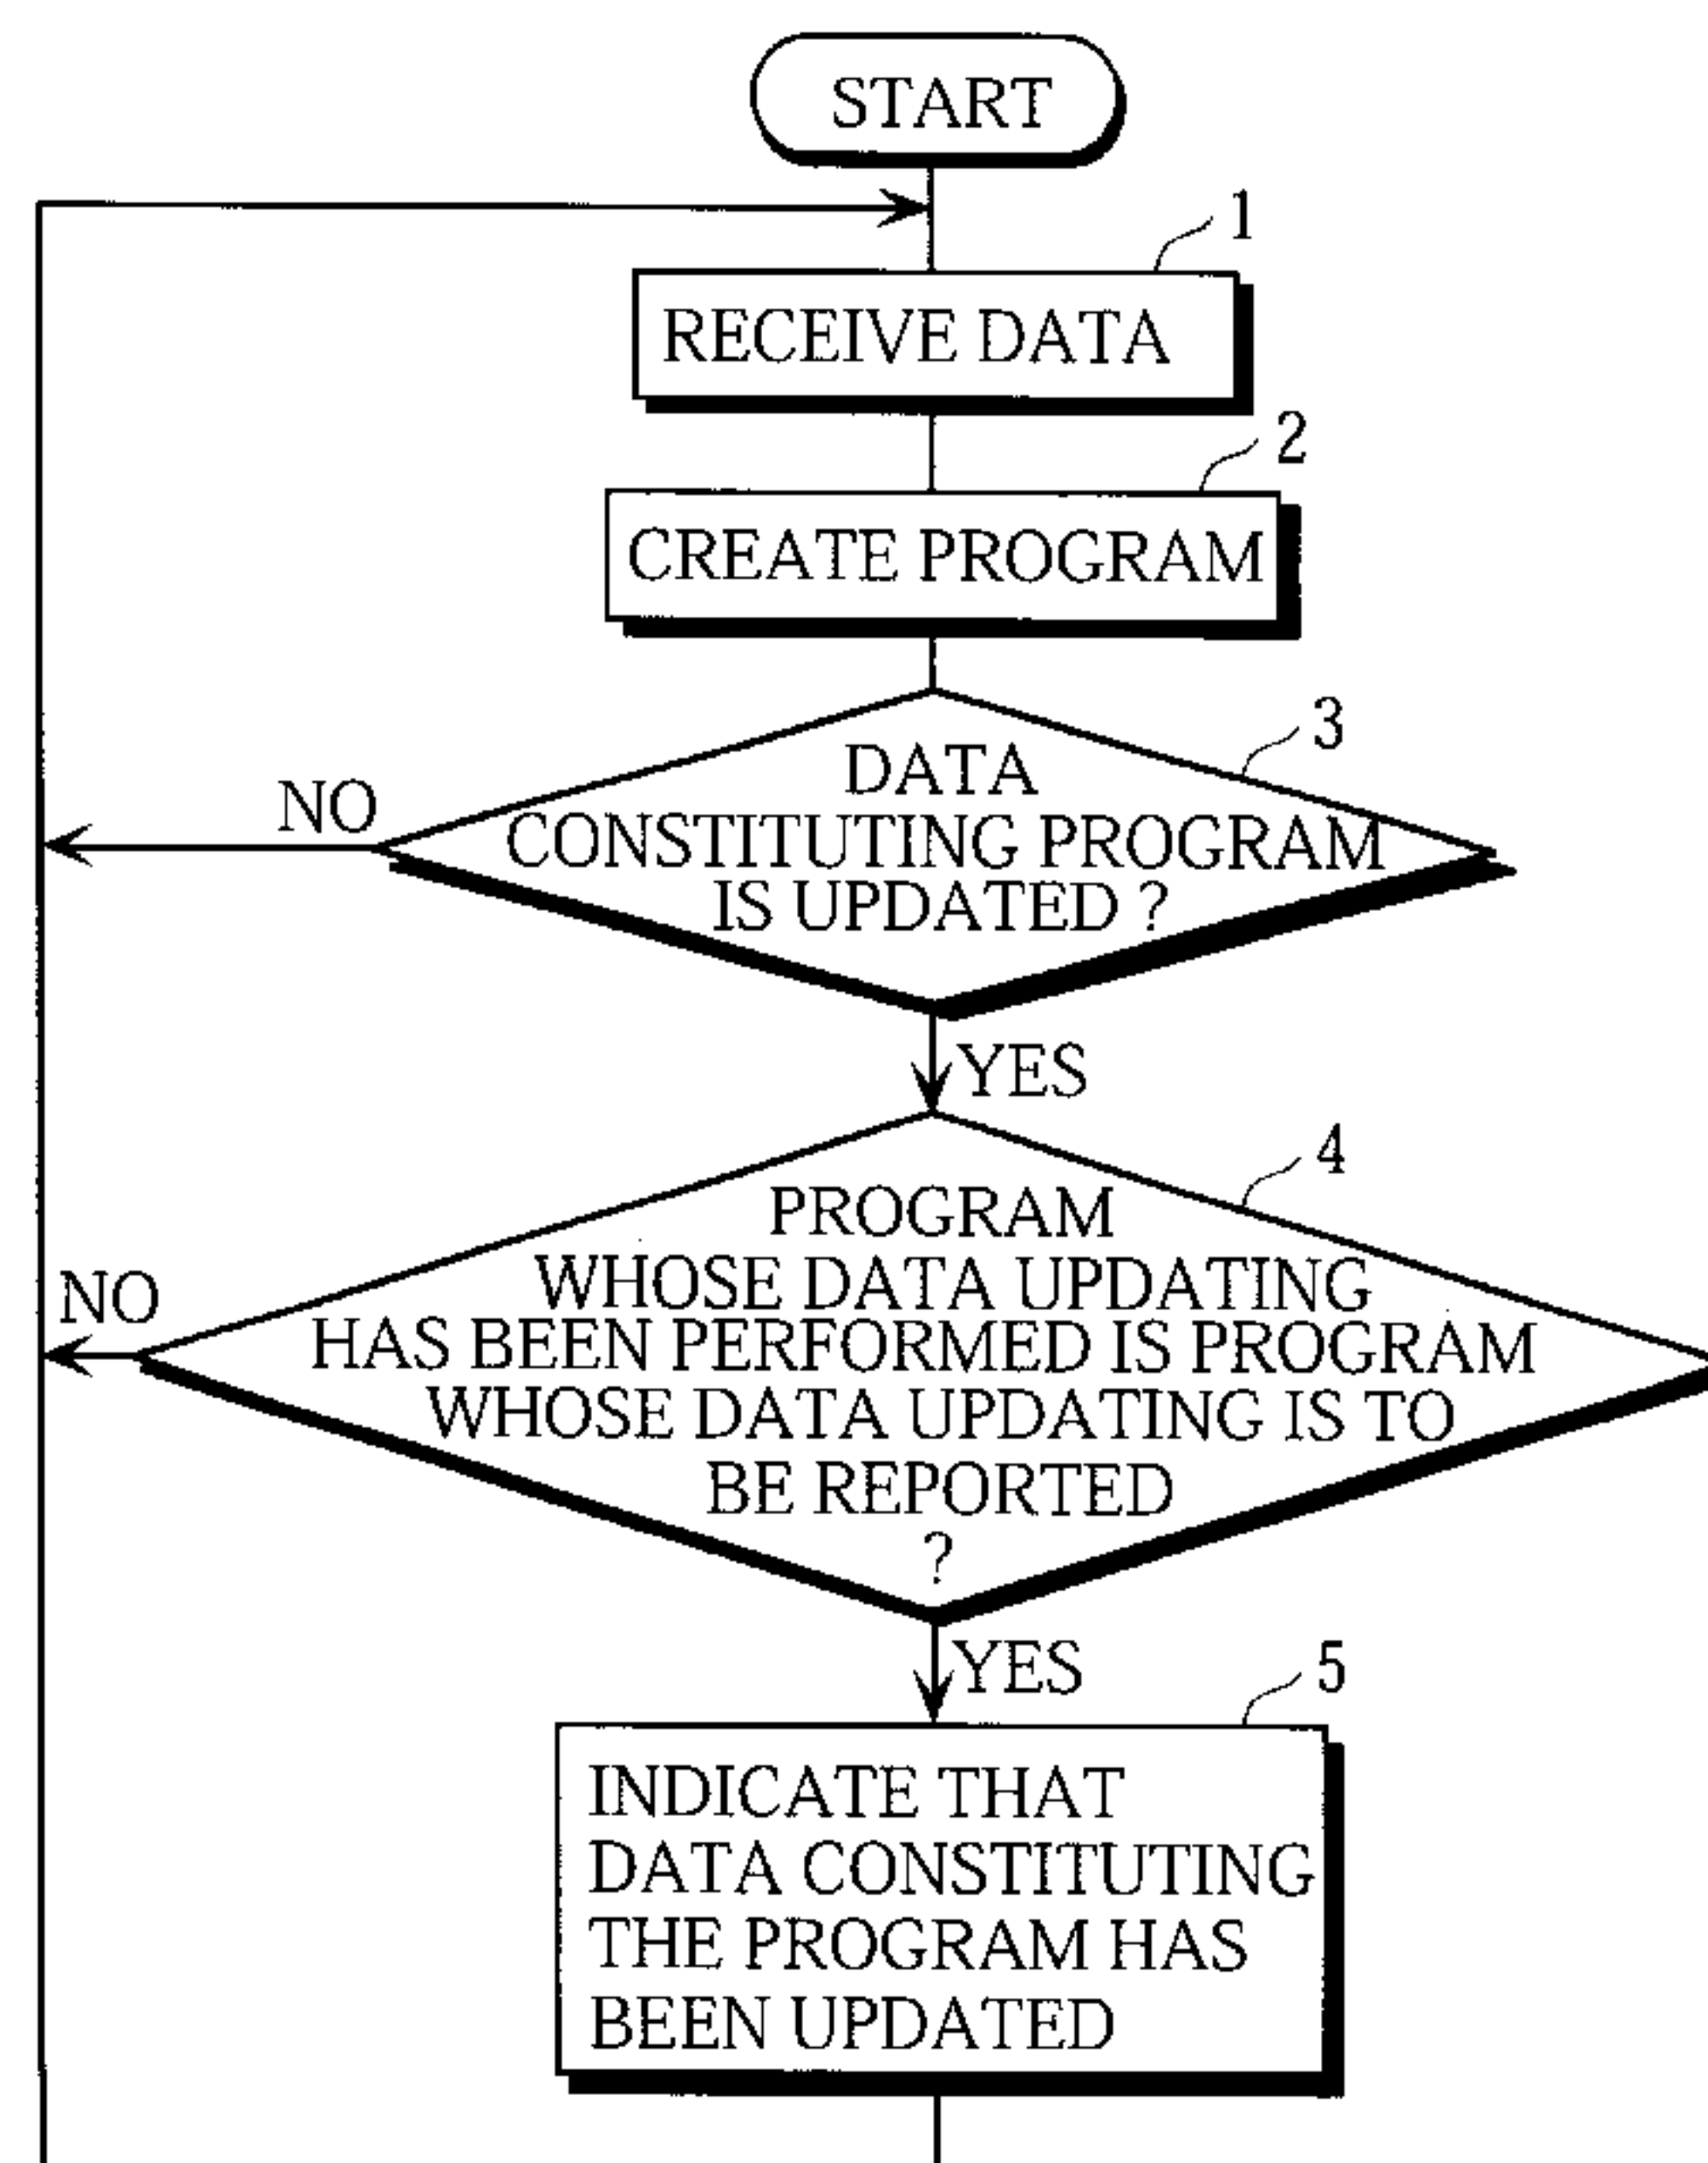 START
1
RECEIVE DATA
2
CREATE PROGRAM
3
DATA
CONSTITUTING PROGRAM
IS UPDATED ?
NO
YES
4
PROGRAM
WHOSE DATA UPDATING
HAS BEEN PERFORMED IS PROGRAM
WHOSE DATA UPDATING IS TO
BE REPORTED
?
NO
YES
5
INDICATE THAT
DATA CONSTITUTING
THE PROGRAM HAS
BEEN UPDATED